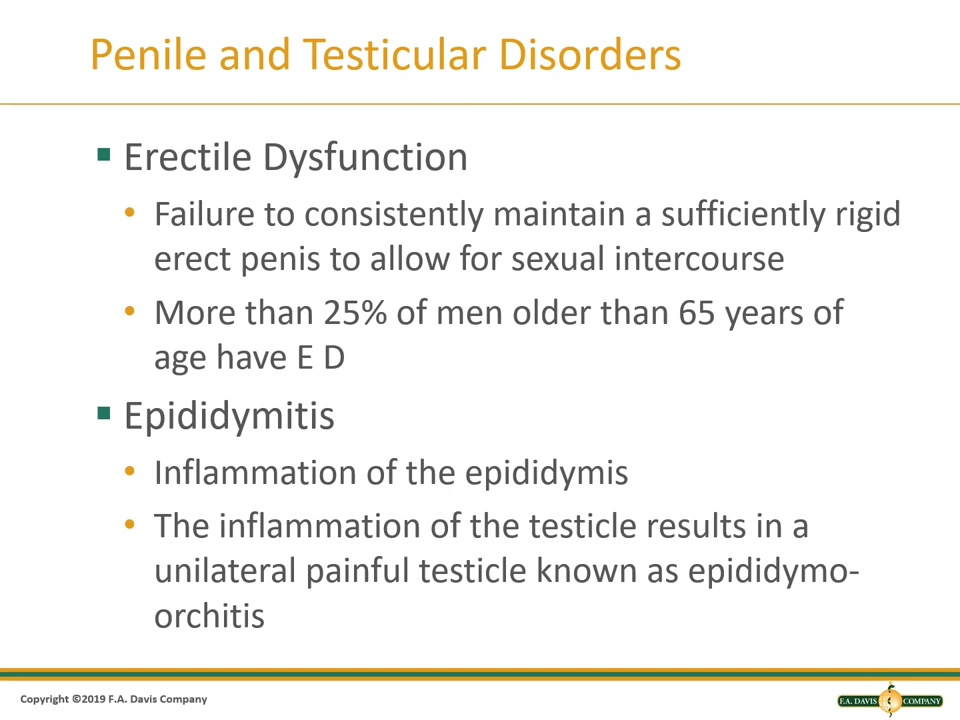 Penile and Testicular Disorders
Erectile Dysfunction
Failure to consistently maintain a sufficiently rigid
erect penis to allow for sexual intercourse
More than 25% of men older than 65 years of
age have E D
Epididymitis
Inflammation of the epididymis
The inflammation of the testicle results in a
unilateral painful testicle known as epididymo-
orchitis
Copyright ©2019 F.A. Davis Company
F.A. DAVIS COMPANY